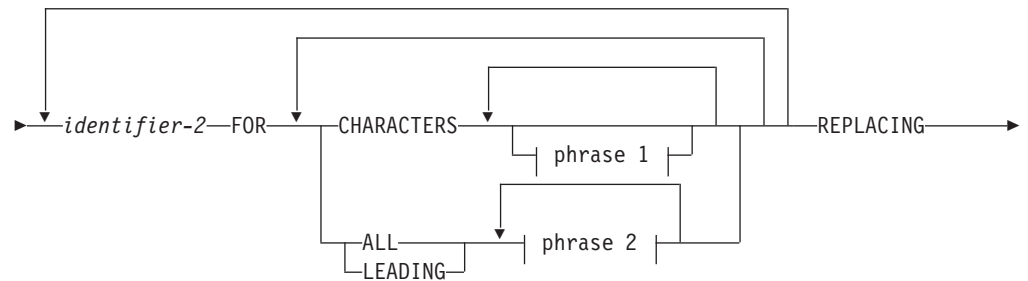 identifier-2 FOR CHARACTERS REPLACING
phrase 1
ALL phrase 2
LEADING